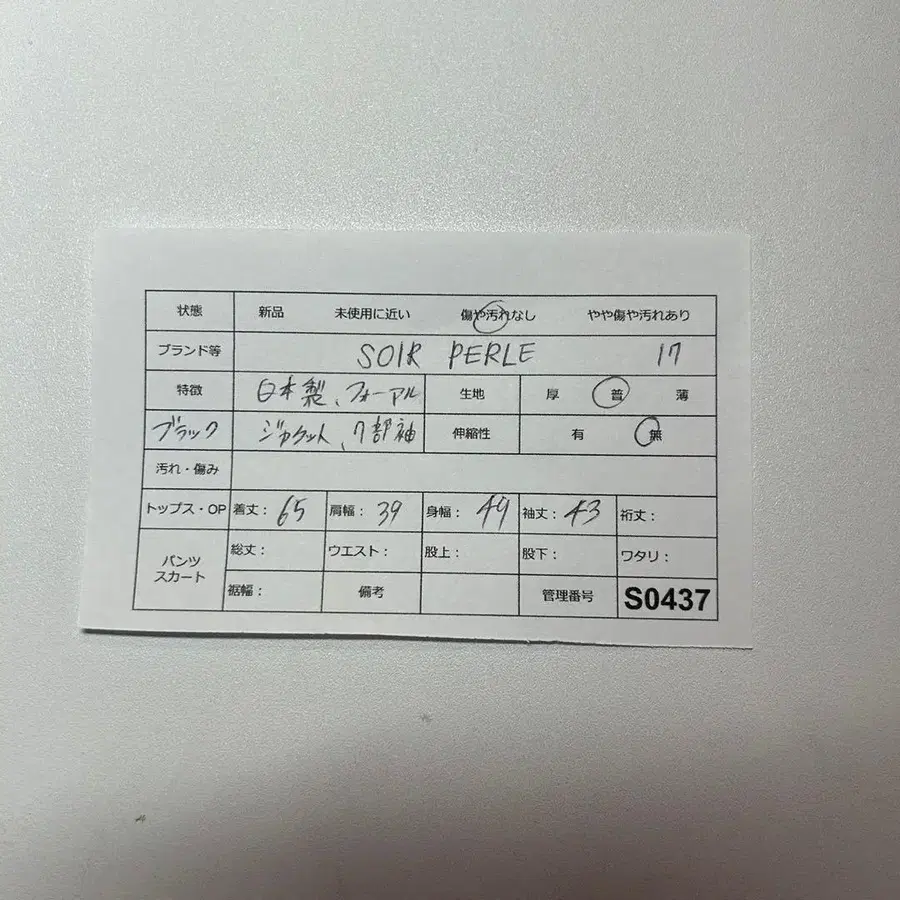 状態 新品 未使用に近い 傷や汚れなし やや傷や汚れあり
ブランド等 SOIR PERLE 17
特徴 日本製、フォーアル 生地 厚 普 薄
ブラック ジャケット、7部袖 伸縮性 有 無
汚れ・傷み
トップス・OP 着丈: 65 肩幅: 39 身幅: 49 袖丈: 43 裄丈:
パンツ スカート 総丈: ウエスト: 股上: 股下: ワタリ:
裾幅: 備考 管理番号 S0437